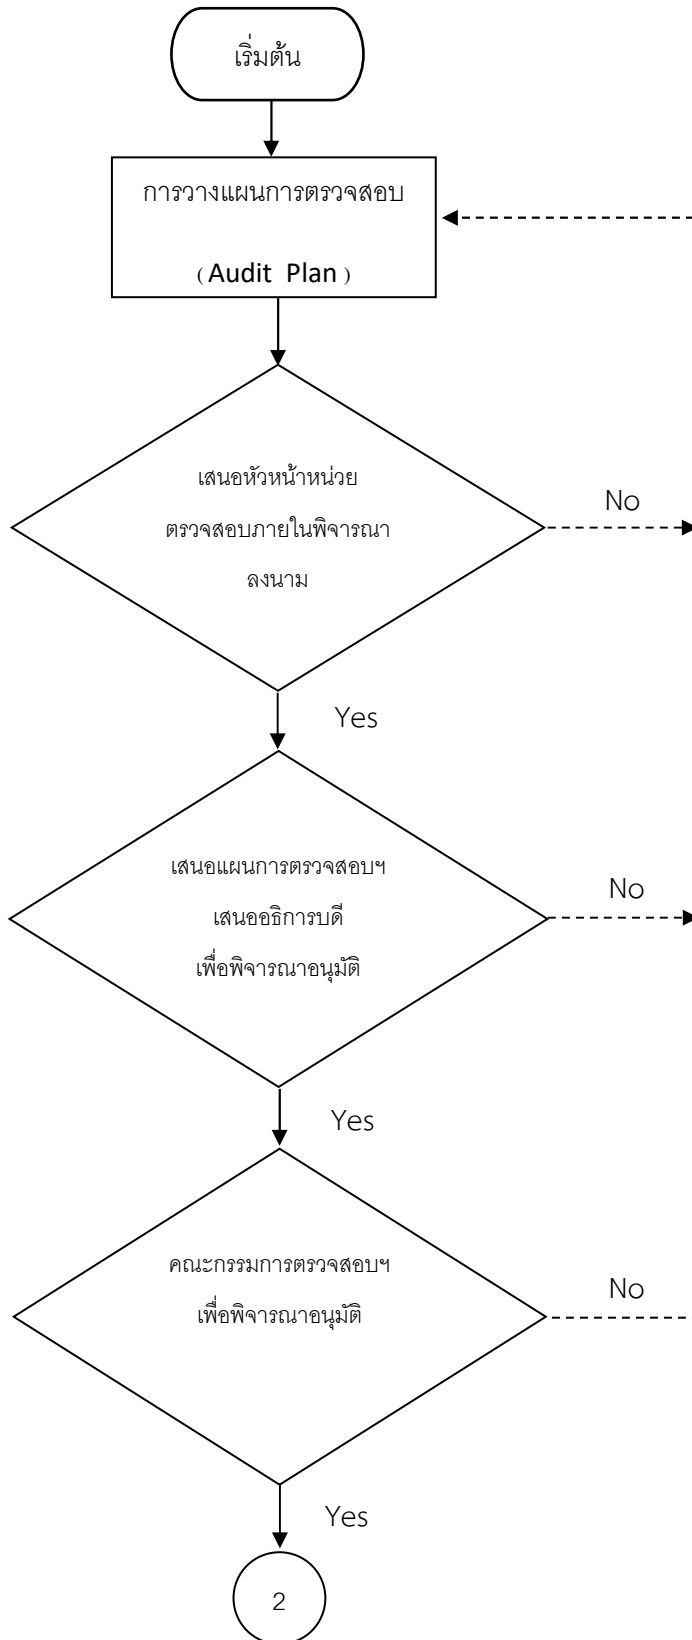 เริ่มต้น
การวางแผนการตรวจสอบ
(Audit Plan)
เสนอหัวหน้าหน่วย
ตรวจสอบภายในพิจารณา
ลงนาม
No
Yes
เสนอแผนการตรวจสอบฯ
เสนออธิการบดี
เพื่อพิจารณาอนุมัติ
No
Yes
คณะกรรมการตรวจสอบฯ
เพื่อพิจารณาอนุมัติ
No
Yes
2